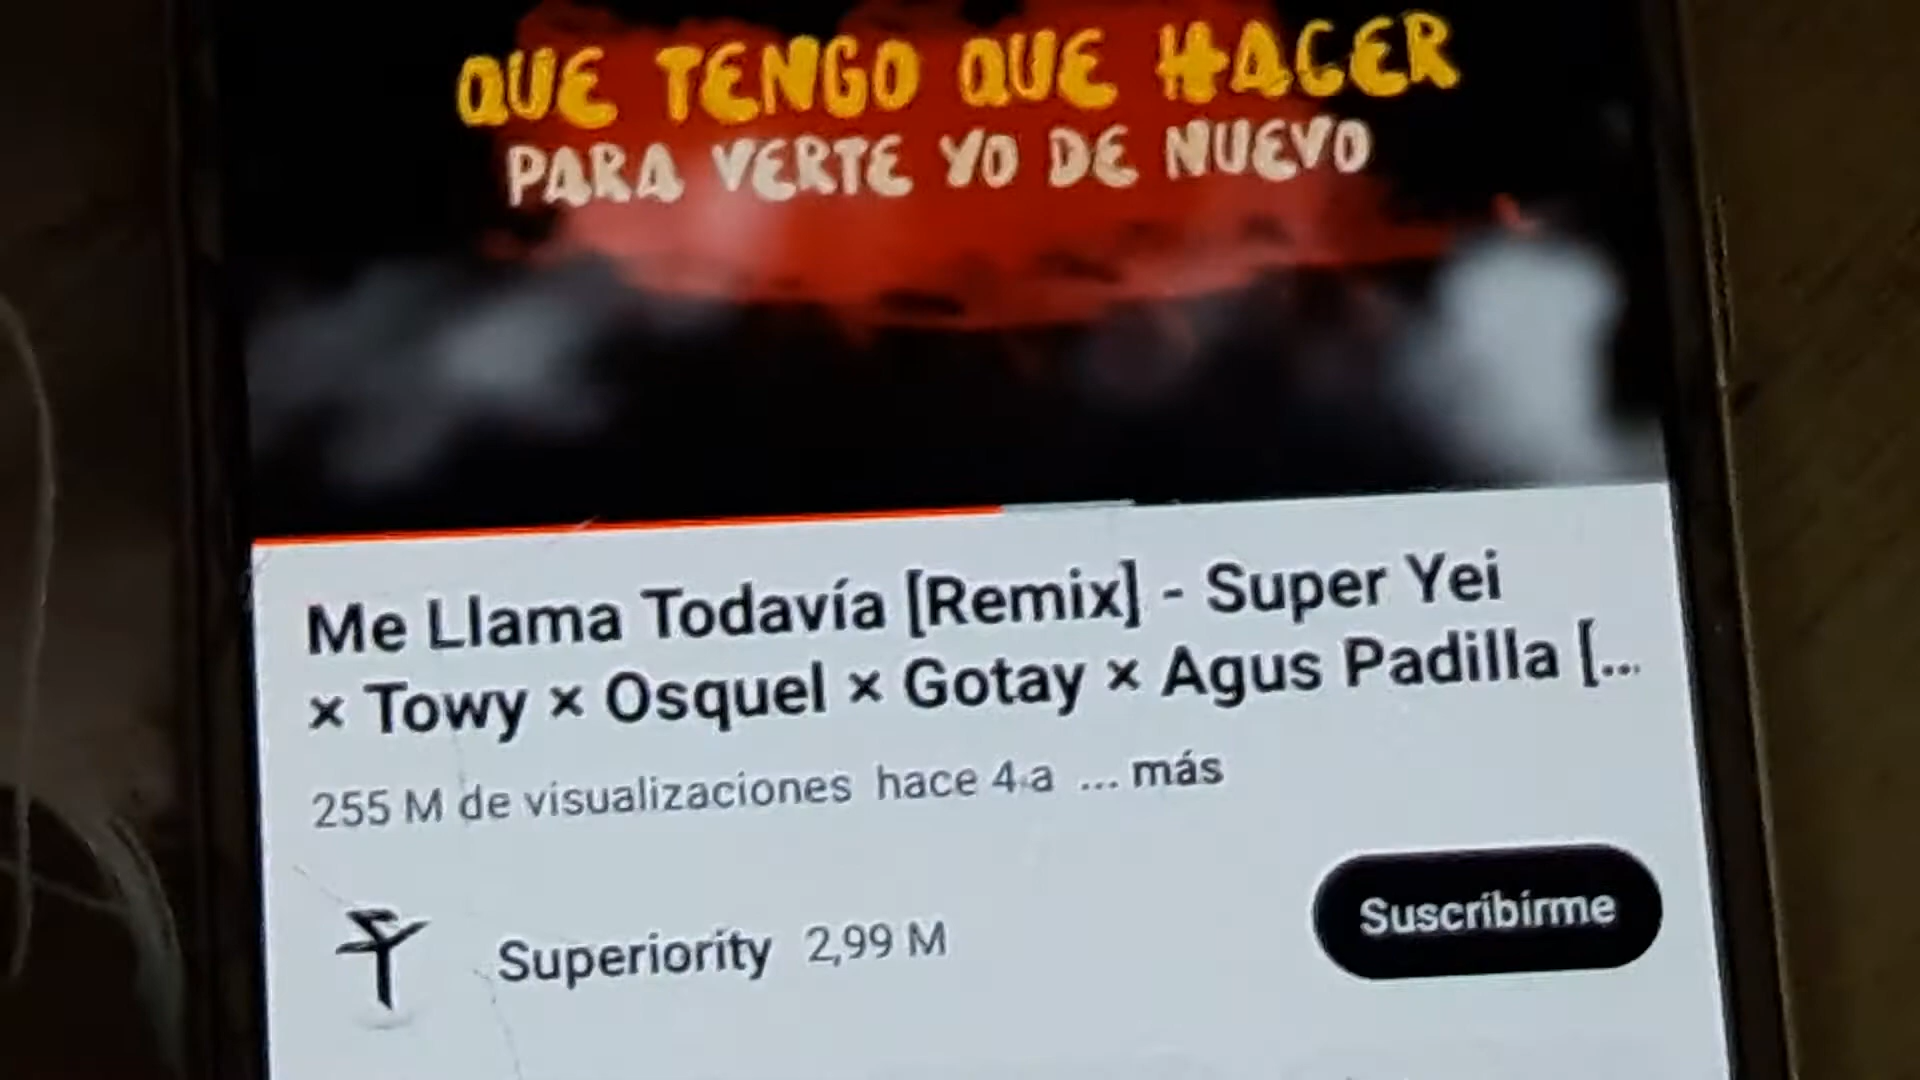 QUE TENGO QUE HACER
PARA VERTE YO DE NUEVO
Me Llama Todavía [Remix] - Super Yei
× Towy × Osquel × Gotay × Agus Padilla [...
255 M de visualizaciones hace 4 a ... más
Superiority 2,99 M
Suscribirme